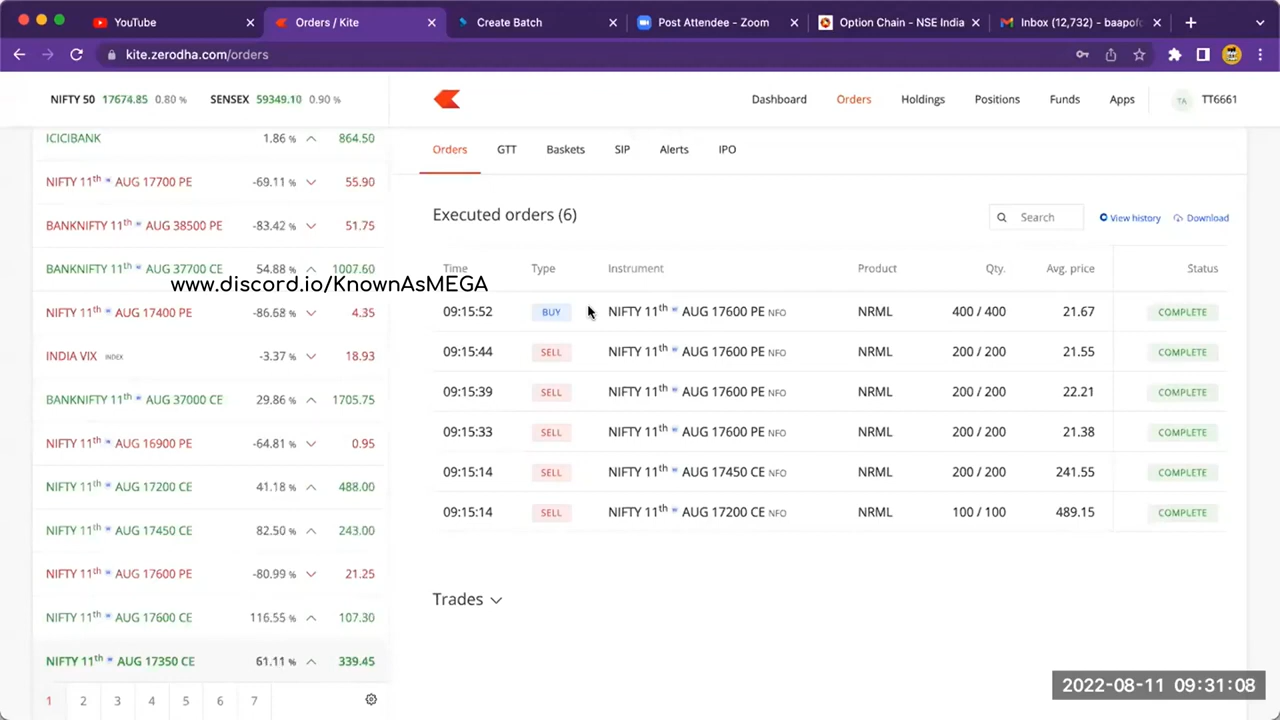 YouTube
Orders / Kite
Create Batch
Post Attendee - Zoom
Option Chain - NSE India
Inbox (12,732) - baapof
kite.zerodha.com/orders
NIFTY 50 17674.85 0.80 % SENSEX 59349.10 0.90 %
Dashboard Orders Holdings Positions Funds Apps TA TT6661
ICICIBANK 1.86 % 864.50
NIFTY 11th w AUG 17700 PE -69.11 % 55.90
BANKNIFTY 11th w AUG 38500 PE -83.42 % 51.75
BANKNIFTY 11th w AUG 37700 CE 54.88 % 1007.60
www.discord.io/KnownAsMEGA
NIFTY 11th w AUG 17400 PE -86.68 % 4.35
INDIA VIX INDEX -3.37 % 18.93
BANKNIFTY 11th w AUG 37000 CE 29.86 % 1705.75
NIFTY 11th w AUG 16900 PE -64.81 % 0.95
NIFTY 11th w AUG 17200 CE 41.18 % 488.00
NIFTY 11th w AUG 17450 CE 82.50 % 243.00
NIFTY 11th w AUG 17600 PE -80.99 % 21.25
NIFTY 11th w AUG 17600 CE 116.55 % 107.30
NIFTY 11th w AUG 17350 CE 61.11 % 339.45
1 2 3 4 5 6 7
Orders GTT Baskets SIP Alerts IPO
Executed orders (6) Search View history Download
Time Type Instrument Product Qty. Avg. price Status
09:15:52 BUY NIFTY 11th w AUG 17600 PE NFO NRML 400 / 400 21.67 COMPLETE
09:15:44 SELL NIFTY 11th w AUG 17600 PE NFO NRML 200 / 200 21.55 COMPLETE
09:15:39 SELL NIFTY 11th w AUG 17600 PE NFO NRML 200 / 200 22.21 COMPLETE
09:15:33 SELL NIFTY 11th w AUG 17600 PE NFO NRML 200 / 200 21.38 COMPLETE
09:15:14 SELL NIFTY 11th w AUG 17450 CE NFO NRML 200 / 200 241.55 COMPLETE
09:15:14 SELL NIFTY 11th w AUG 17200 CE NFO NRML 100 / 100 489.15 COMPLETE
Trades
2022-08-11 09:31:08